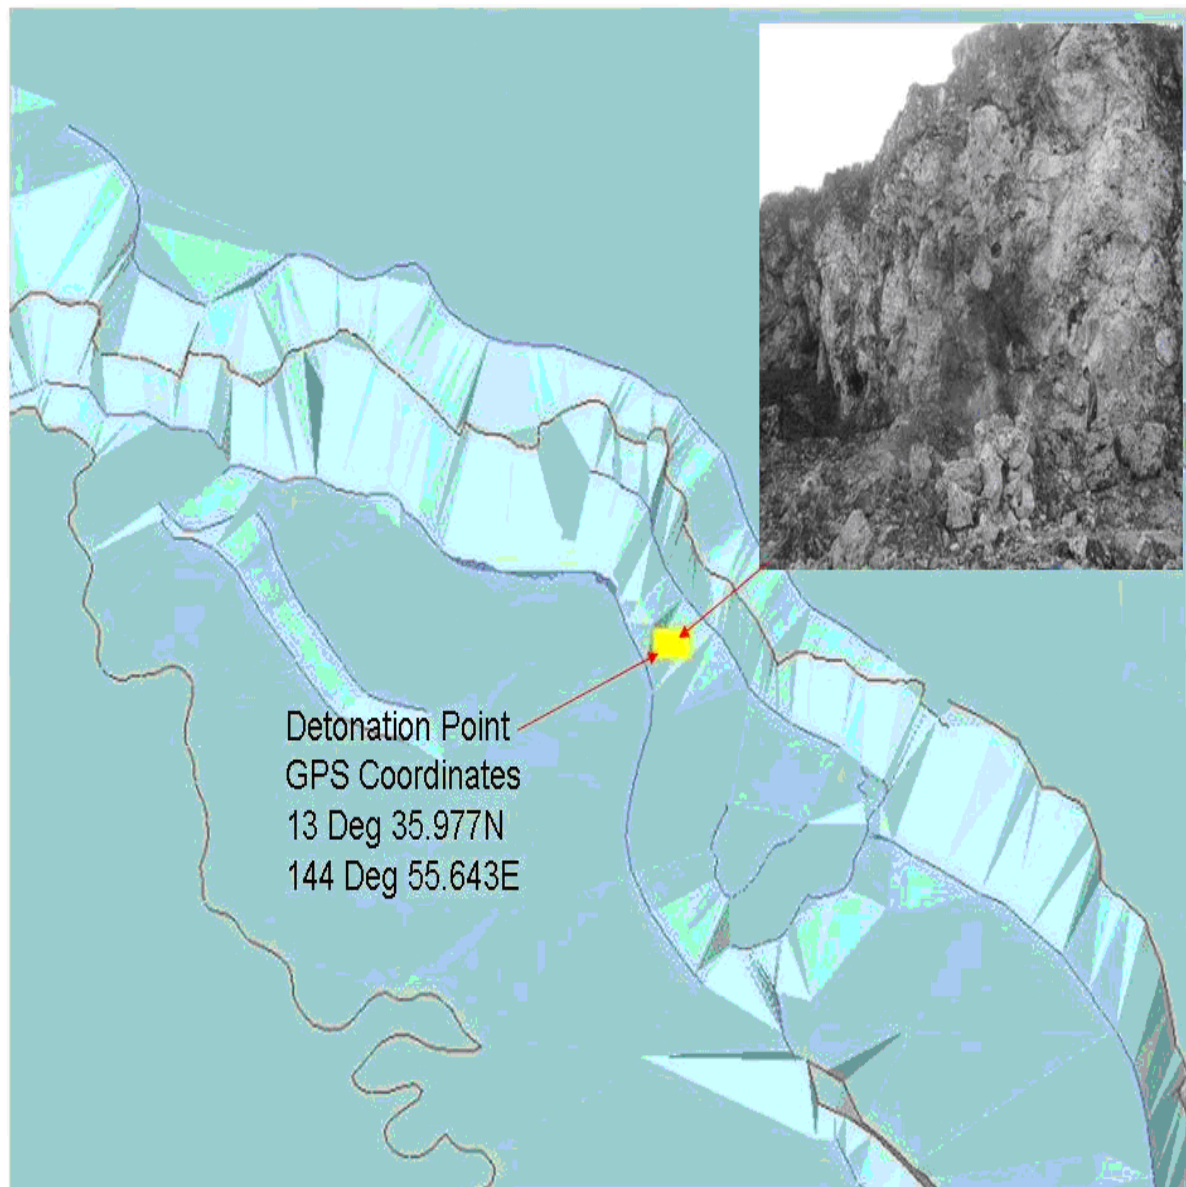 Detonation Point
GPS Coordinates
13 Deg 35.977N
144 Deg 55.643E